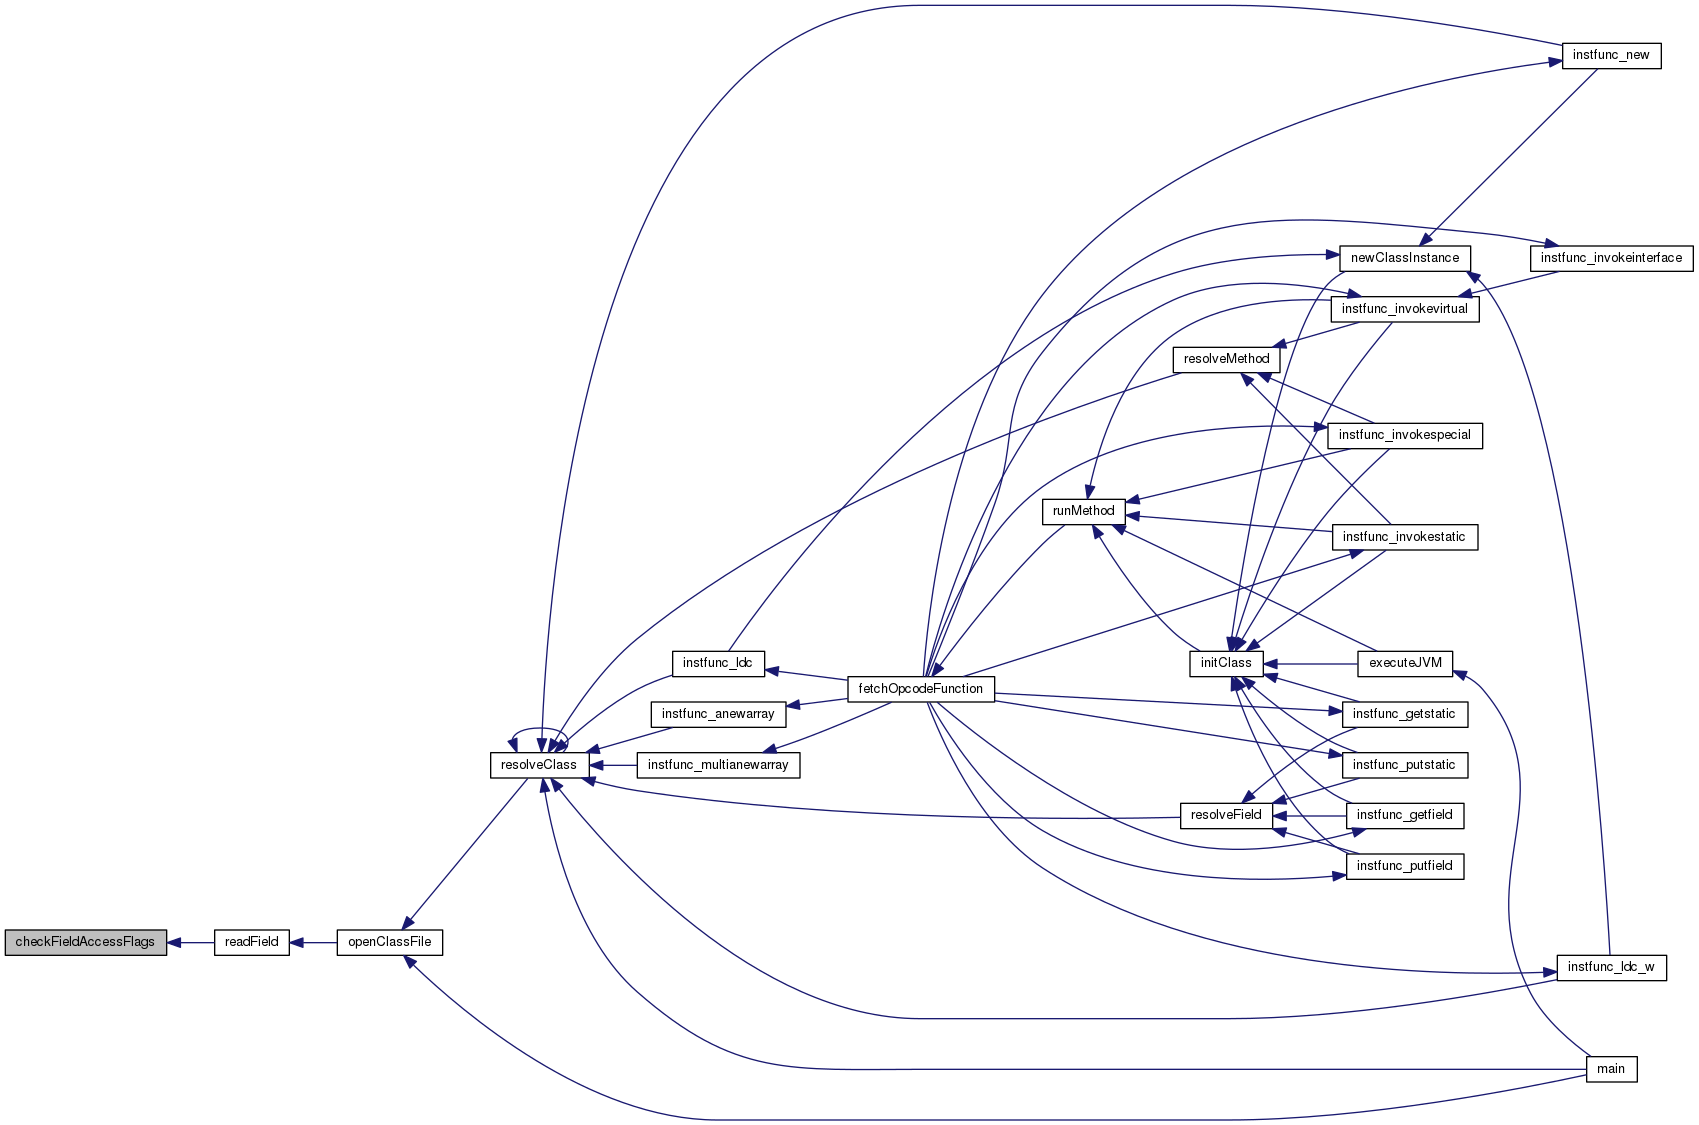 instfunc_new
newClassInstance
instfunc_invokeinterface
instfunc_invokevirtual
resolveMethod
instfunc_invokespecial
runMethod
instfunc_invokestatic
instfunc_ldc
initClass
executeJVM
fetchOpcodeFunction
instfunc_anewarray
instfunc_getstatic
resolveClass
instfunc_multianewarray
instfunc_putstatic
resolveField
instfunc_getfield
instfunc_putfield
checkFieldAccessFlags
readField
openClassFile
instfunc_ldc_w
main